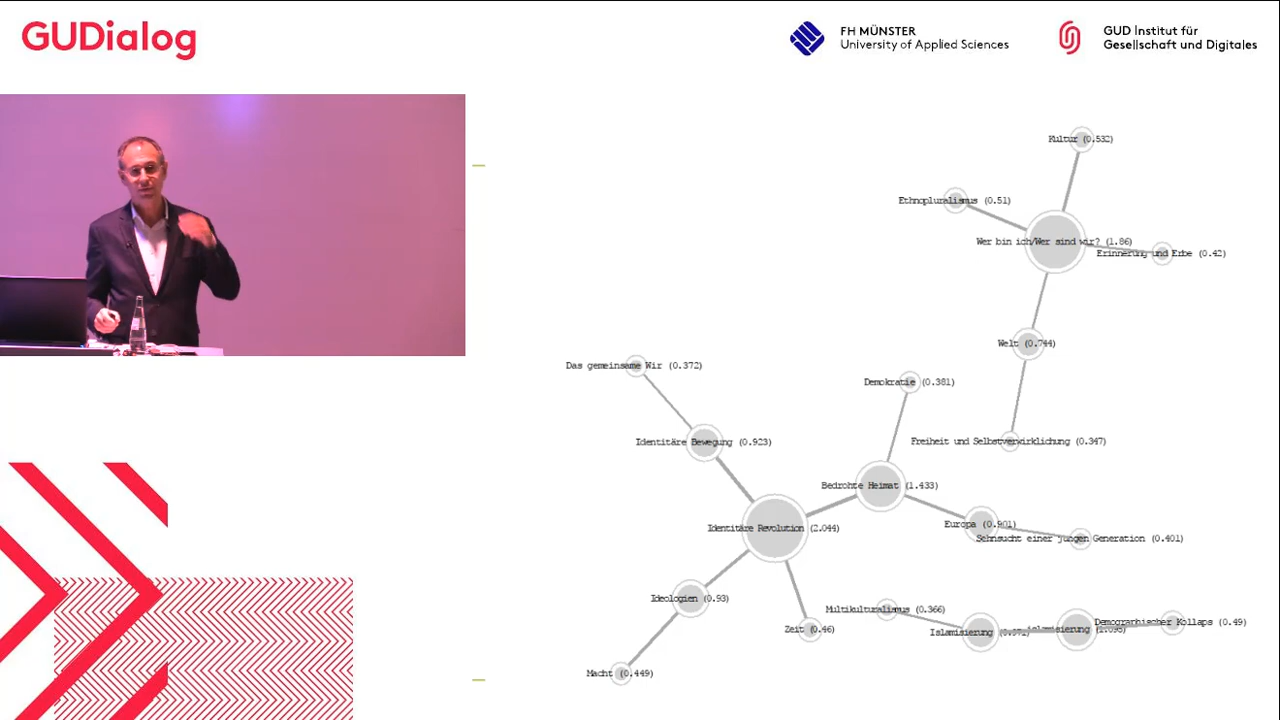 GUDialog
FH MÜNSTER
University of Applied Sciences
GUD Institut für
Gesellschaft und Digitales
Kultur (0.532)
Ethnopluralismus (0.51)
Wer bin ich/Wer sind wir? (1.86)
Erinnerung und Erbe (0.42)
Welt (0.744)
Das gemeinsame Wir (0.372)
Demokratie (0.381)
Identitäre Bewegung (0.923)
Freiheit und Selbstverwirklichung (0.347)
Bedrohte Heimat (1.433)
Identitäre Revolution (2.044)
Europa (0.901)
Sehnsucht einer jungen Generation (0.401)
Ideologien (0.93)
Multikulturalismus (0.366)
Zeit (0.46)
Islamisierung
Demographischer Kollaps (0.49)
Macht (0.449)